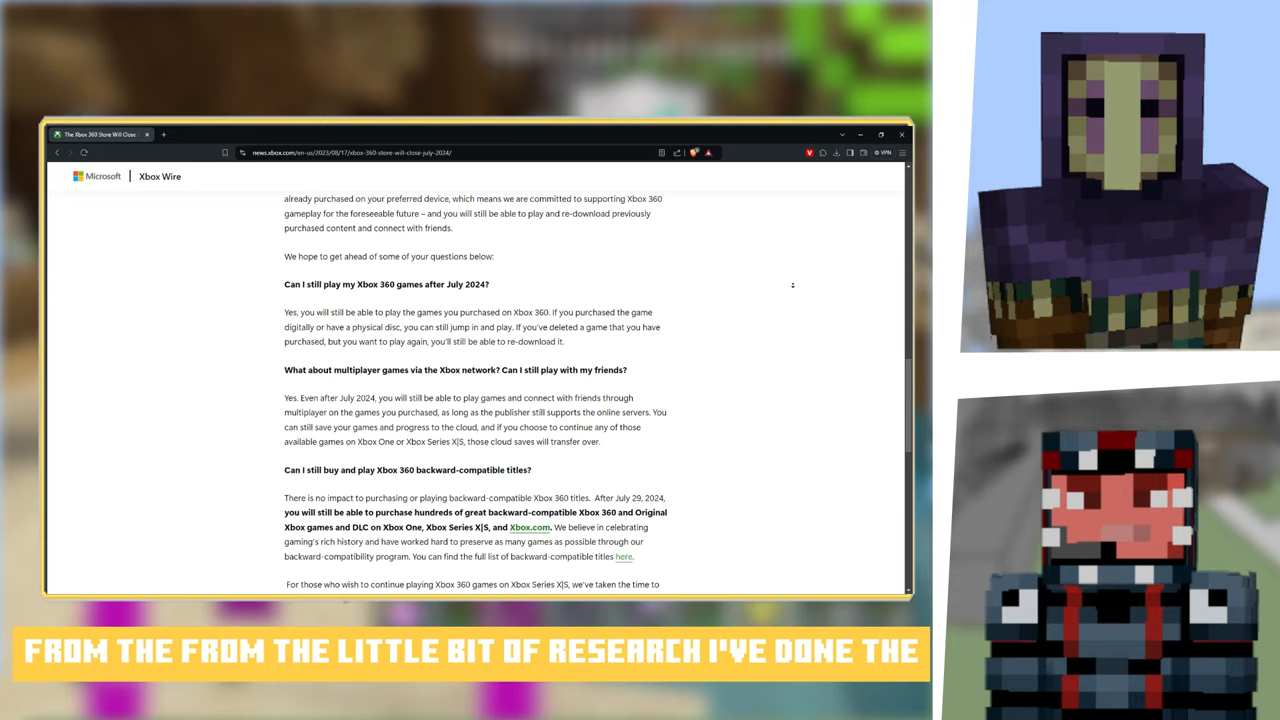 The Xbox 360 Store Will Close
news.xbox.com/en-us/2023/08/17/xbox-360-store-will-close-july-2024/
VPN
Microsoft | Xbox Wire
already purchased on your preferred device, which means we are committed to supporting Xbox 360
gameplay for the foreseeable future – and you will still be able to play and re-download previously
purchased content and connect with friends.
We hope to get ahead of some of your questions below:
Can I still play my Xbox 360 games after July 2024?
Yes, you will still be able to play the games you purchased on Xbox 360. If you purchased the game
digitally or have a physical disc, you can still jump in and play. If you've deleted a game that you have
purchased, but you want to play again, you'll still be able to re-download it.
What about multiplayer games via the Xbox network? Can I still play with my friends?
Yes. Even after July 2024, you will still be able to play games and connect with friends through
multiplayer on the games you purchased, as long as the publisher still supports the online servers. You
can still save your games and progress to the cloud, and if you choose to continue any of those
available games on Xbox One or Xbox Series X|S, those cloud saves will transfer over.
Can I still buy and play Xbox 360 backward-compatible titles?
There is no impact to purchasing or playing backward-compatible Xbox 360 titles. After July 29, 2024,
you will still be able to purchase hundreds of great backward-compatible Xbox 360 and Original
Xbox games and DLC on Xbox One, Xbox Series X|S, and Xbox.com. We believe in celebrating
gaming's rich history and have worked hard to preserve as many games as possible through our
backward-compatibility program. You can find the full list of backward-compatible titles here.
For those who wish to continue playing Xbox 360 games on Xbox Series X|S, we've taken the time to
FROM THE FROM THE LITTLE BIT OF RESEARCH I'VE DONE THE